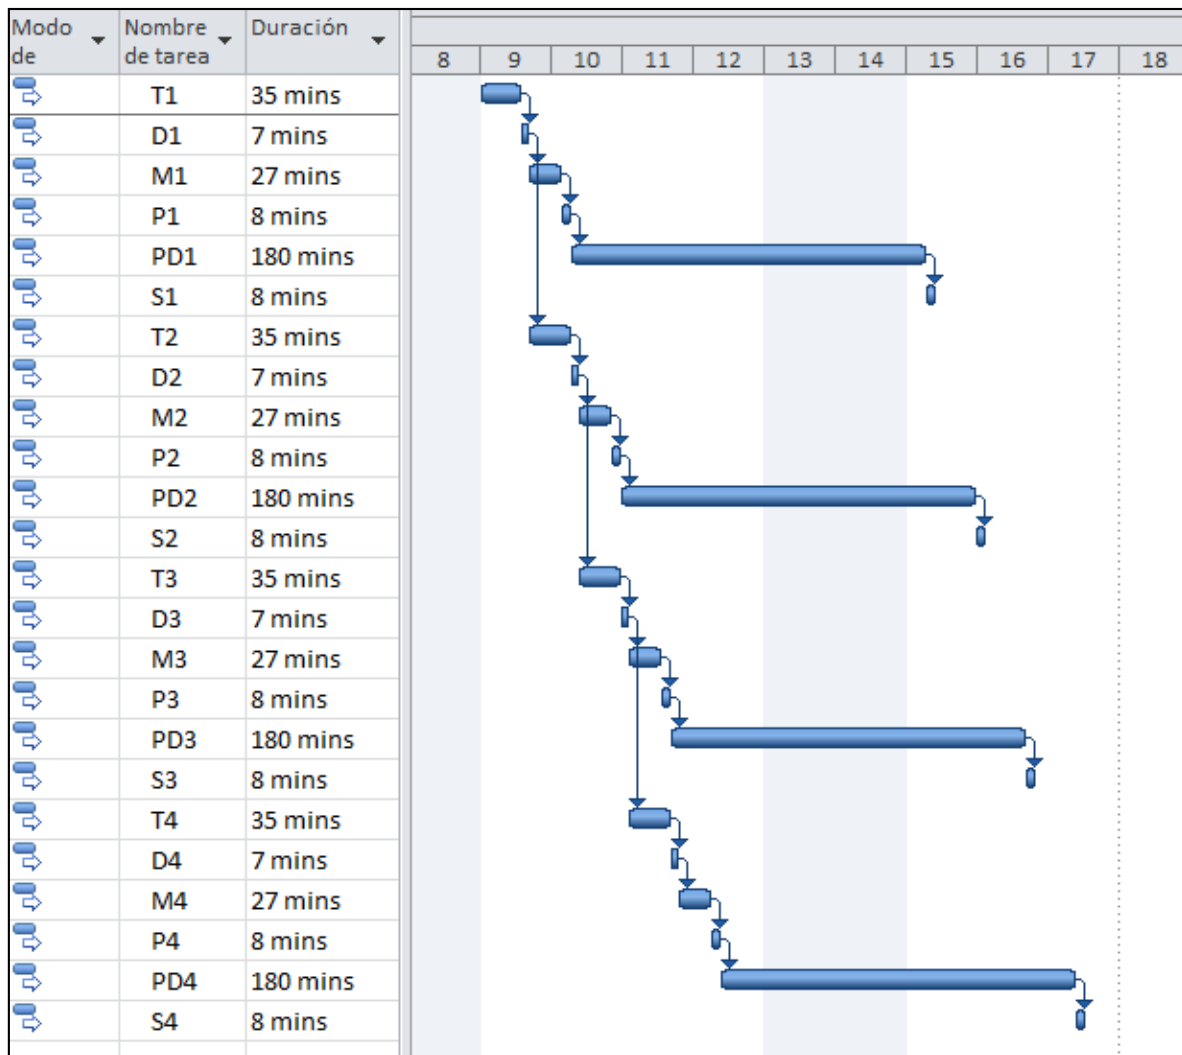 Modo de
Nombre de tarea
Duración
8 9 10 11 12 13 14 15 16 17 18
T1 35 mins
D1 7 mins
M1 27 mins
P1 8 mins
PD1 180 mins
S1 8 mins
T2 35 mins
D2 7 mins
M2 27 mins
P2 8 mins
PD2 180 mins
S2 8 mins
T3 35 mins
D3 7 mins
M3 27 mins
P3 8 mins
PD3 180 mins
S3 8 mins
T4 35 mins
D4 7 mins
M4 27 mins
P4 8 mins
PD4 180 mins
S4 8 mins